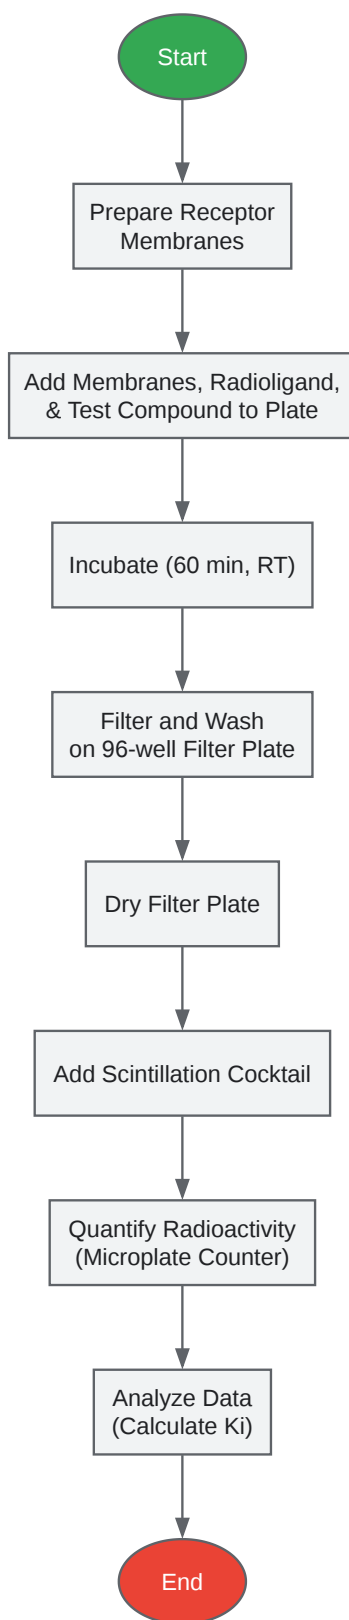 Start
Prepare Receptor
Membranes
Add Membranes, Radioligand,
& Test Compound to Plate
Incubate (60 min, RT)
Filter and Wash
on 96-well Filter Plate
Dry Filter Plate
Add Scintillation Cocktail
Quantify Radioactivity
(Microplate Counter)
Analyze Data
(Calculate Ki)
End